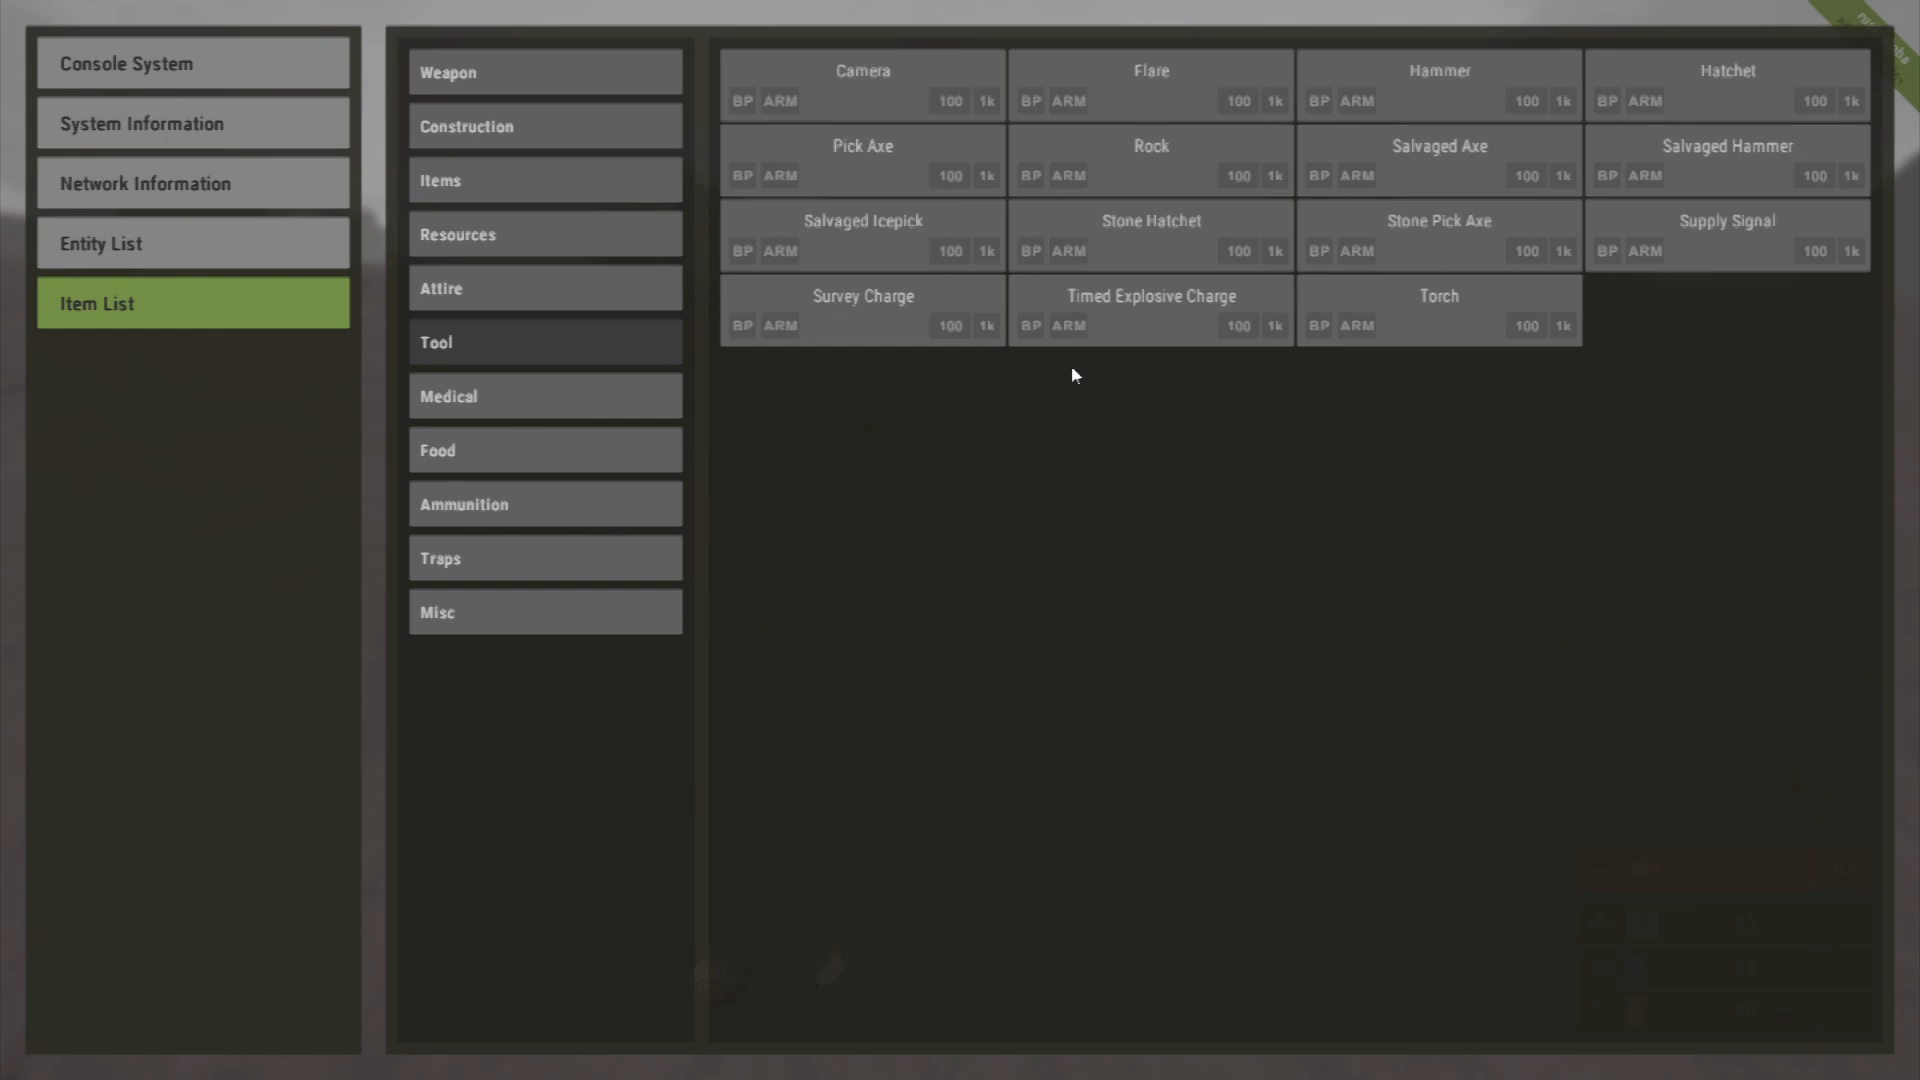 Console System
System Information
Network Information
Entity List
Item List
Weapon
Construction
Items
Resources
Attire
Tool
Medical
Food
Ammunition
Traps
Misc
Camera Flare Hammer Hatchet
BP ARM 100 1k BP ARM 100 1k BP ARM 100 1k BP ARM 100 1k
Pick Axe Rock Salvaged Axe Salvaged Hammer
BP ARM 100 1k BP ARM 100 1k BP ARM 100 1k BP ARM 100 1k
Salvaged Icepick Stone Hatchet Stone Pick Axe Supply Signal
BP ARM 100 1k BP ARM 100 1k BP ARM 100 1k BP ARM 100 1k
Survey Charge Timed Explosive Charge Torch
BP ARM 100 1k BP ARM 100 1k BP ARM 100 1k